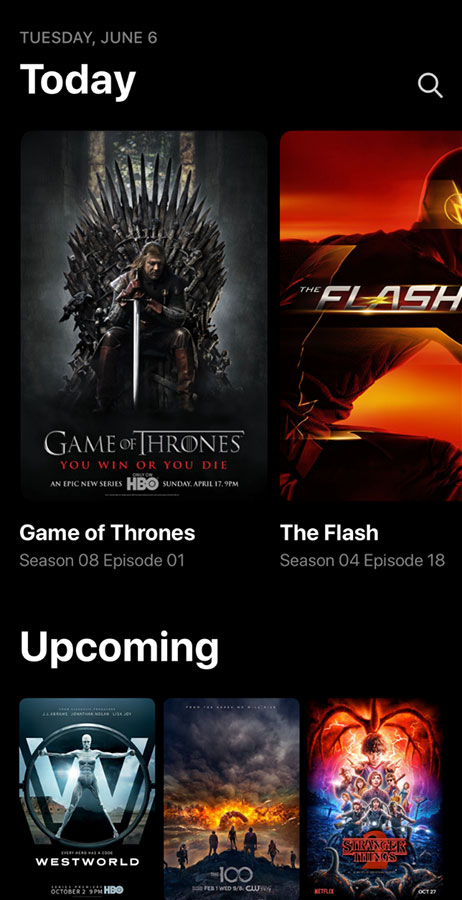 TUESDAY, JUNE 6
Today
THE FLASH
GAME OF THRONES
YOU WIN OR YOU DIE
AN EPIC NEW SERIES ONLY ON HBO SUNDAY, APRIL 17, 9PM
Game of Thrones
The Flash
Season 08 Episode 01
Season 04 Episode 18
Upcoming
J.J. ABRAMS, JONATHAN NOLAN, LISA JOY
FROM THE ASHES WE WILL RISE
W
EVERY HERO HAS A CODE
WESTWORLD
SERIES PREMIERE
OCTOBER 2 9PM HBO
THE 100
FEB 1 WED 9/8c CW
STRANGER THINGS 2
NETFLIX
OCT 27